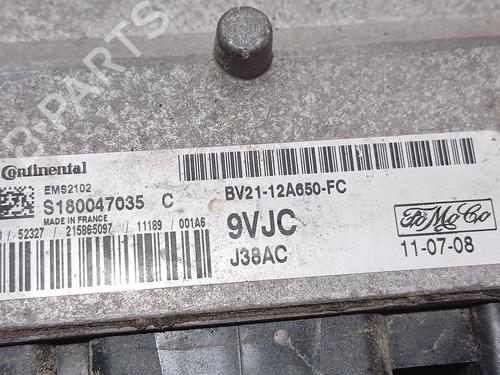 B-PARTS
Continental
EMS2102
S180047035 C
MADE IN FRANCE
52327 / 215865097 / 11189 / 001A6
BV21-12A650-FC
9VJC
J38AC
FoMoCo
11-07-08